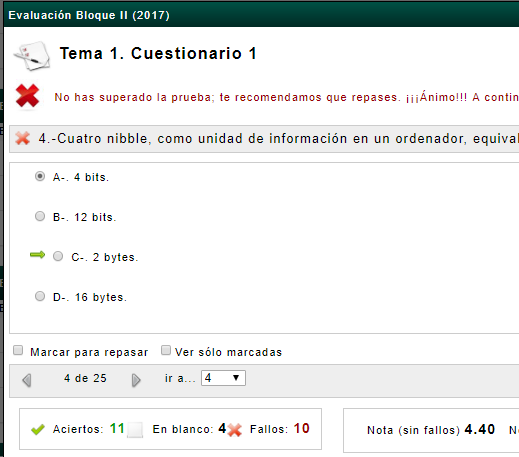 Evaluación Bloque II (2017)
Tema 1. Cuestionario 1
No has superado la prueba; te recomendamos que repases. ¡¡¡Ánimo!!! A contin
4.-Cuatro nibble, como unidad de información en un ordenador, equival
A-. 4 bits.
B-. 12 bits.
C-. 2 bytes.
D-. 16 bytes.
Marcar para repasar Ver sólo marcadas
4 de 25 ir a... 4
Aciertos: 11 En blanco: 4 Fallos: 10 Nota (sin fallos) 4.40